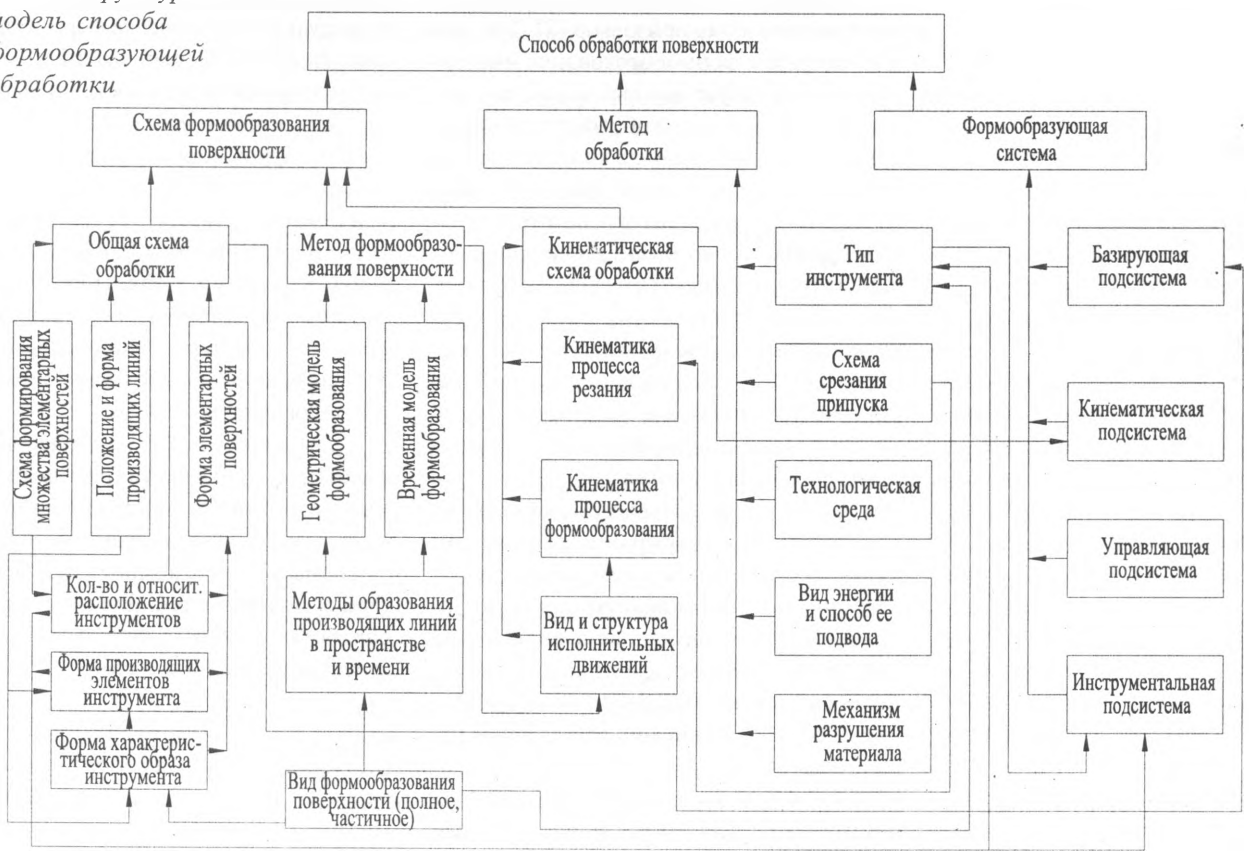 модель способа
формообразующей
обработки
Способ обработки поверхности
Схема формообразования
поверхности
Метод
обработки
Формообразующая
система
Общая схема
обработки
Метод формообразо-
вания поверхности
Кинематическая
схема обработки
Тип
инструмента
Базирующая
подсистема
Схема формирования
множества элементарных
поверхностей
Положение и форма
производящих линий
Форма элементарных
поверхностей
Геометрическая модель
формообразования
Временная модель
формообразования
Кинематика
процесса
резания
Схема
срезания
припуска
Кинематическая
подсистема
Кинематика
процесса
формообразования
Технологическая
среда
Управляющая
подсистема
Кол-во и относит.
расположение
инструментов
Методы образования
производящих линий
в пространстве
и времени
Вид и структура
исполнительных
движений
Вид энергии
и способ ее
подвода
Форма производящих
элементов
инструмента
Инструментальная
подсистема
Форма характерис-
тического образа
инструмента
Механизм
разрушения
материала
Вид формообразования
поверхности (полное,
частичное)